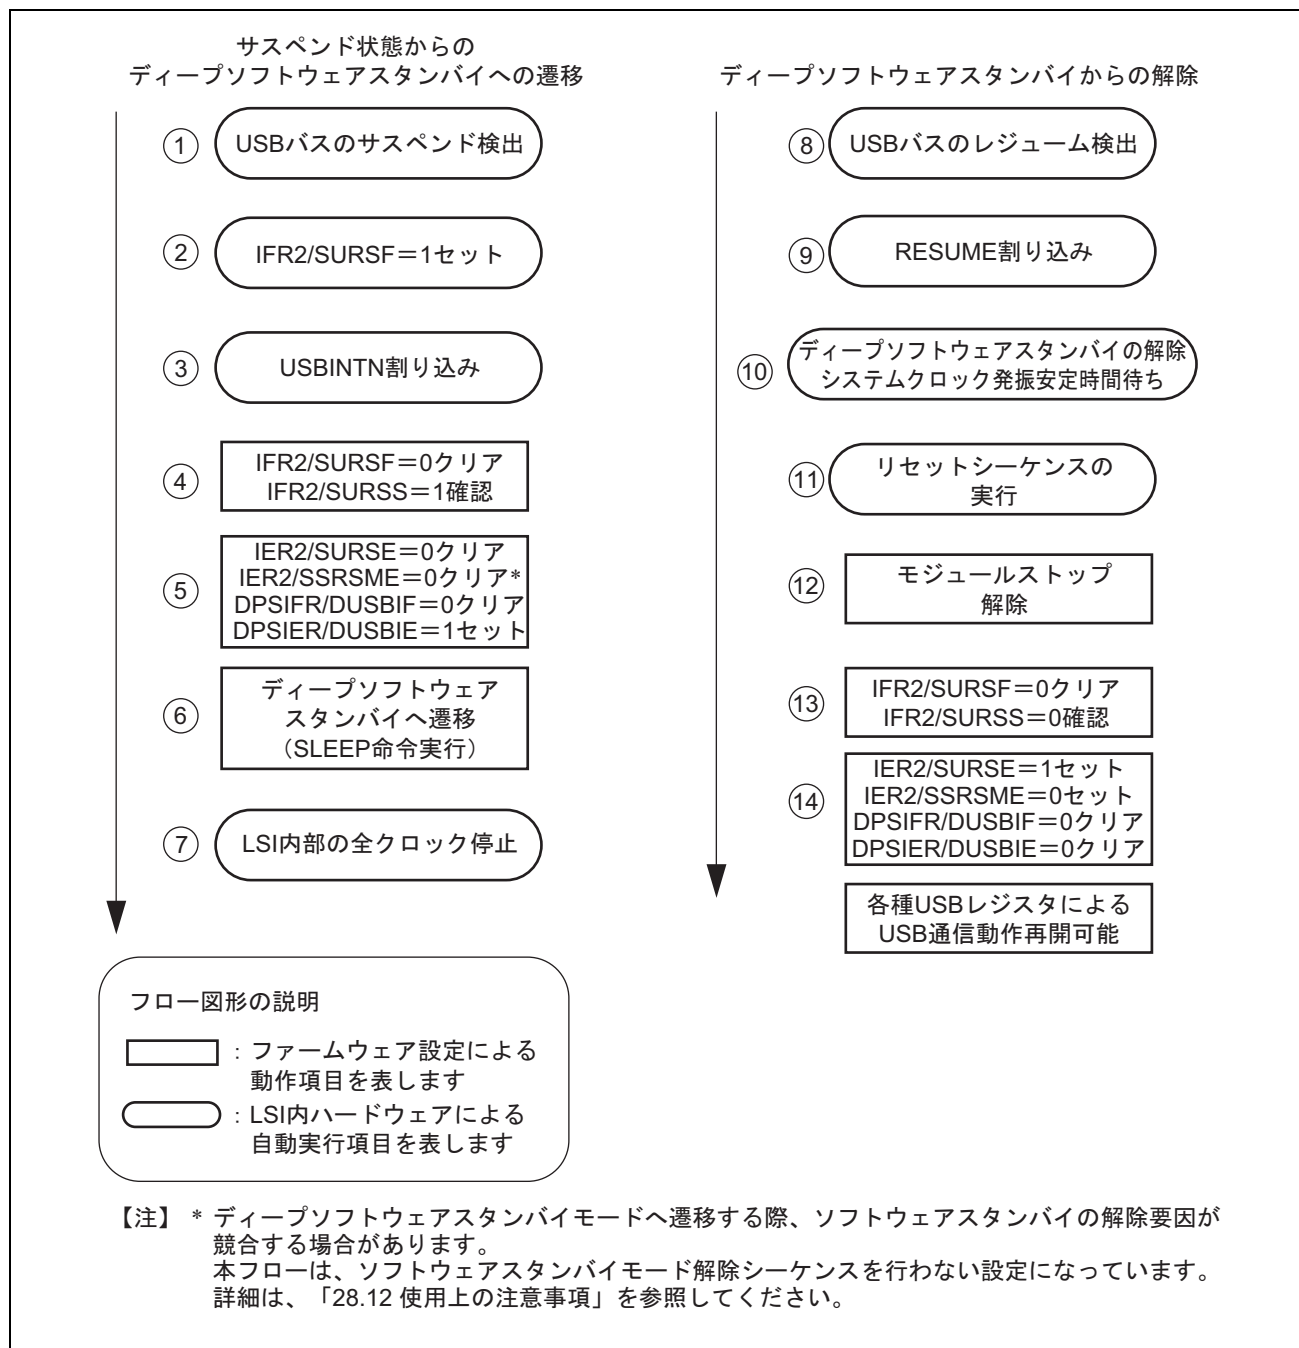 サスペンド状態からの
ディープソフトウェアスタンバイへの遷移
① USBバスのサスペンド検出
② IFR2/SURSF＝1セット
③ USBINTN割り込み
④ IFR2/SURSF＝0クリア
IFR2/SURSS＝1確認
⑤ IER2/SURSE＝0クリア
IER2/SSRSME＝0クリア*
DPSIFR/DUSBIF＝0クリア
DPSIER/DUSBIE＝1セット
⑥ ディープソフトウェア
スタンバイへ遷移
（SLEEP命令実行）
⑦ LSI内部の全クロック停止
ディープソフトウェアスタンバイからの解除
⑧ USBバスのレジューム検出
⑨ RESUME割り込み
⑩ ディープソフトウェアスタンバイの解除
システムクロック発振安定時間待ち
⑪ リセットシーケンスの
実行
⑫ モジュールストップ
解除
⑬ IFR2/SURSF＝0クリア
IFR2/SURSS＝0確認
⑭ IER2/SURSE＝1セット
IER2/SSRSME＝0セット
DPSIFR/DUSBIF＝0クリア
DPSIER/DUSBIE＝0クリア
各種USBレジスタによる
USB通信動作再開可能
フロー図形の説明
：ファームウェア設定による
動作項目を表します
：LSI内ハードウェアによる
自動実行項目を表します
【注】 * ディープソフトウェアスタンバイモードへ遷移する際、ソフトウェアスタンバイの解除要因が
競合する場合があります。
本フローは、ソフトウェアスタンバイモード解除シーケンスを行わない設定になっています。
詳細は、「28.12 使用上の注意事項」を参照してください。